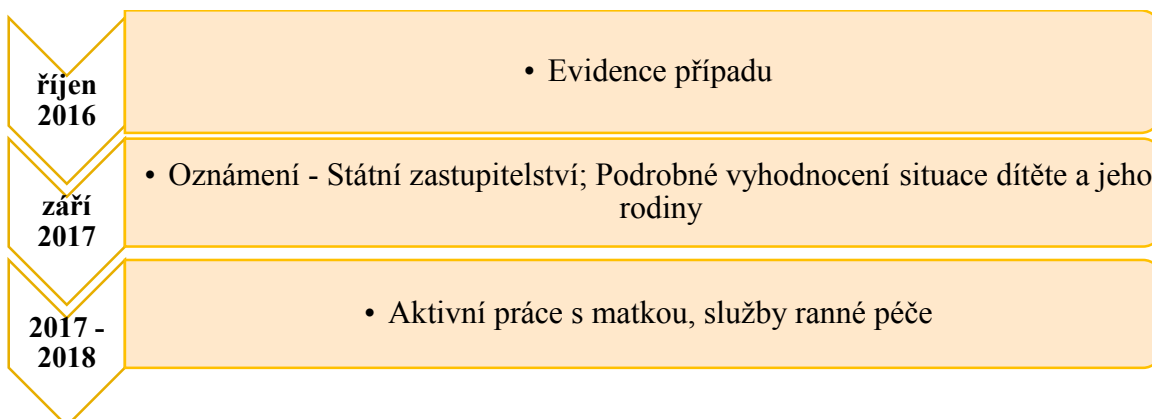 říjen
2016
• Evidence případu
září
2017
• Oznámení - Státní zastupitelství; Podrobné vyhodnocení situace dítěte a jeho
rodiny
2017 -
2018
• Aktivní práce s matkou, služby ranné péče